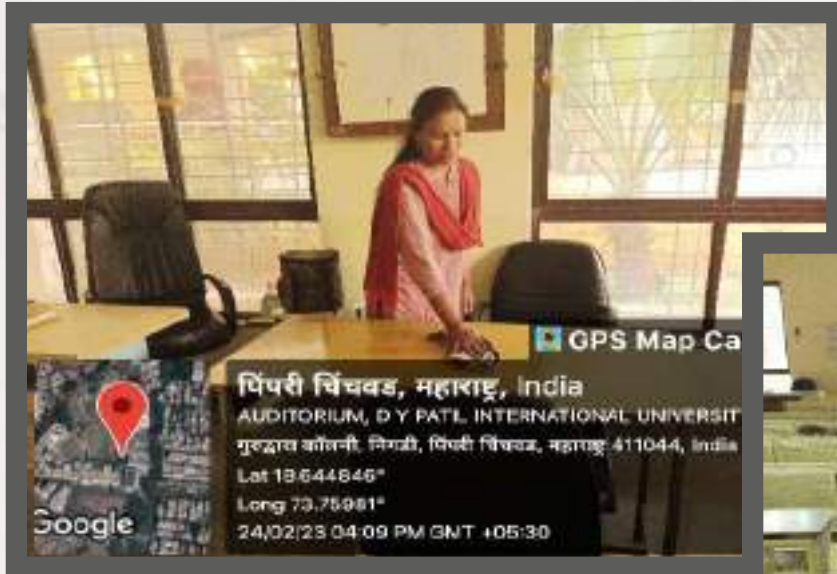 GPS Map Ca
पिंपरी चिंचवड, महाराष्ट्र, India
AUDITORIUM, D Y PATIL INTERNATIONAL UNIVERSIT
गुरुद्वारा कॉलनी, निगडी, पिंपरी चिंचवड, महाराष्ट्र 411044, India
Lat 18.644846°
Long 73.75981°
24/02/23 04:09 PM GMT +05:30
Google